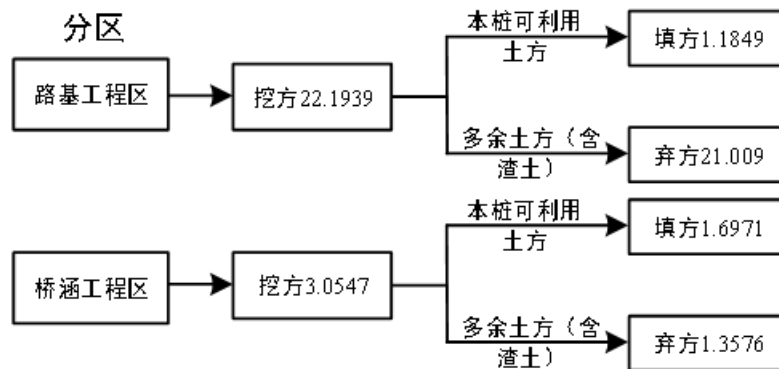 分区
路基工程区
挖方22.1939
本桩可利用
土方
填方1.1849
多余土方（含
渣土）
弃方21.009
桥涵工程区
挖方3.0547
本桩可利用
土方
填方1.6971
多余土方（含
渣土）
弃方1.3576